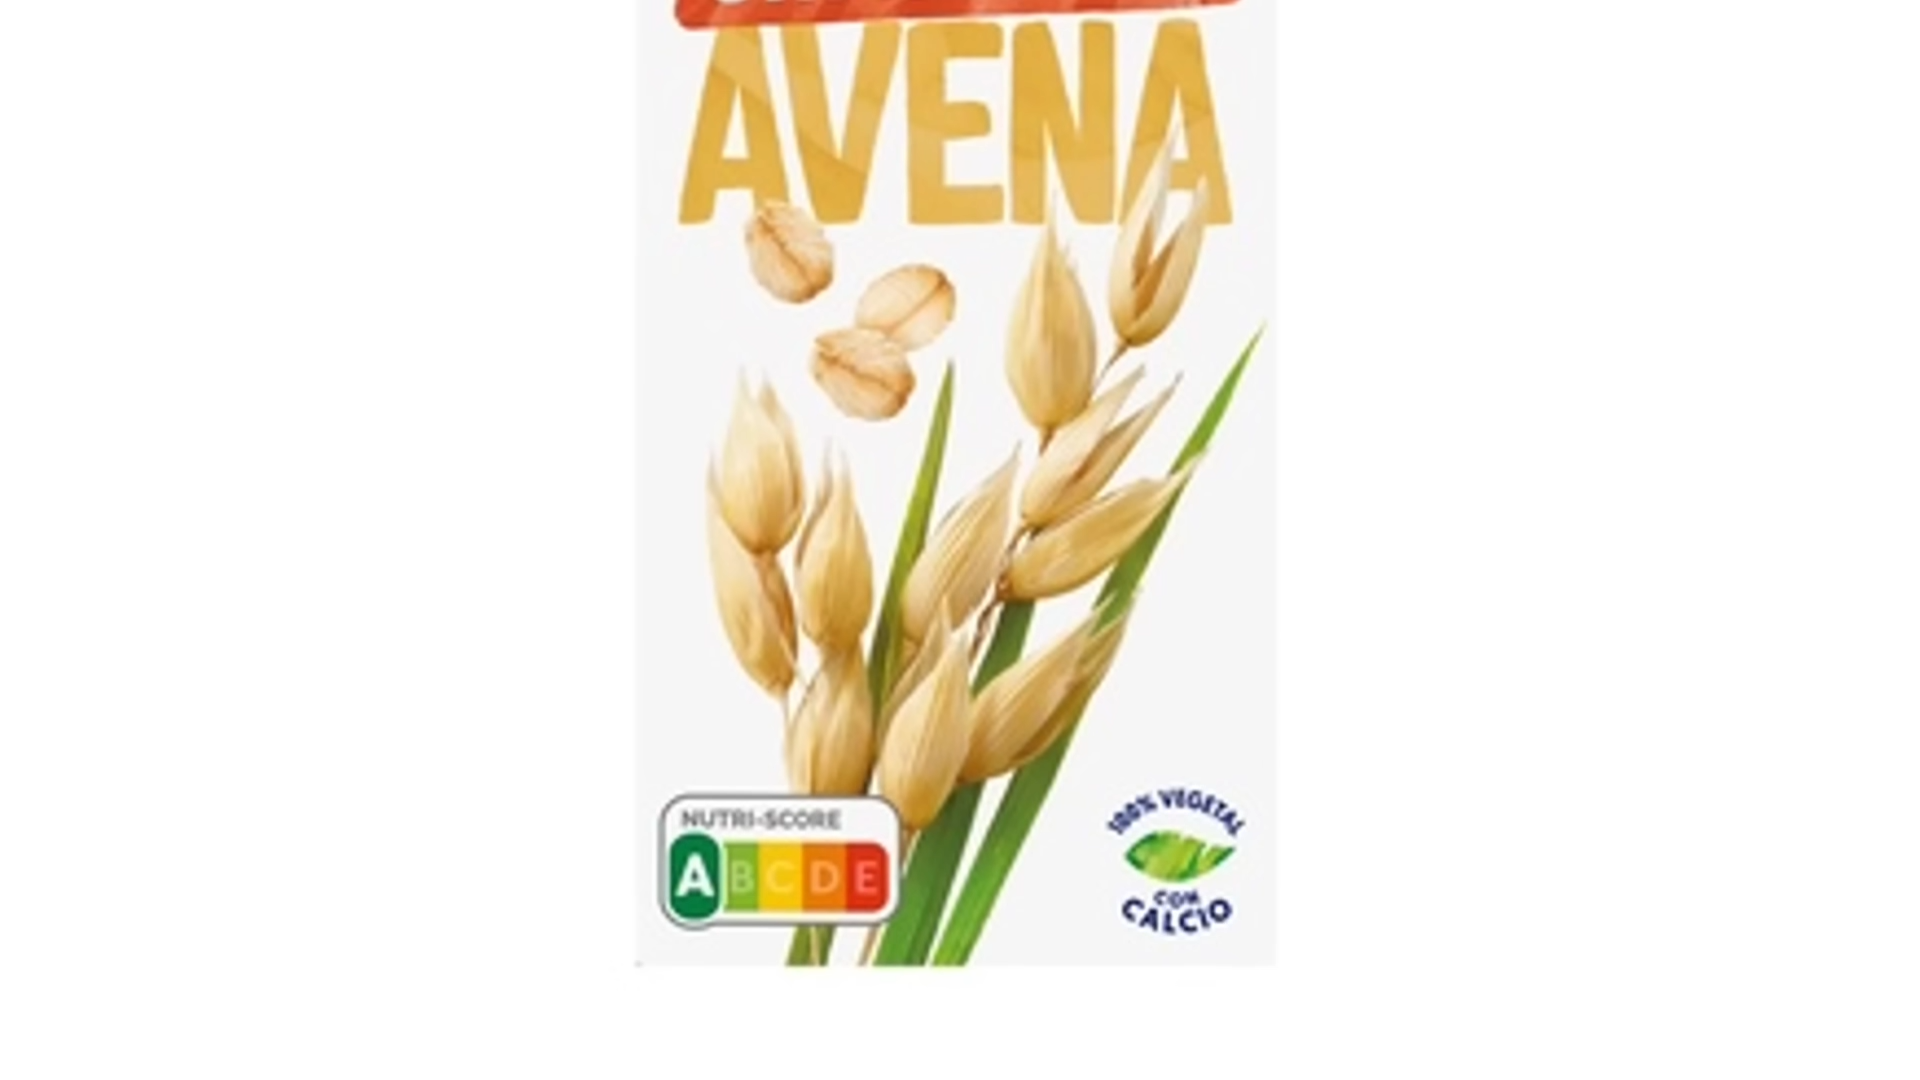 AVENA
NUTRI-SCORE
A B C D E
100% VEGETAL
CON
CALCIO